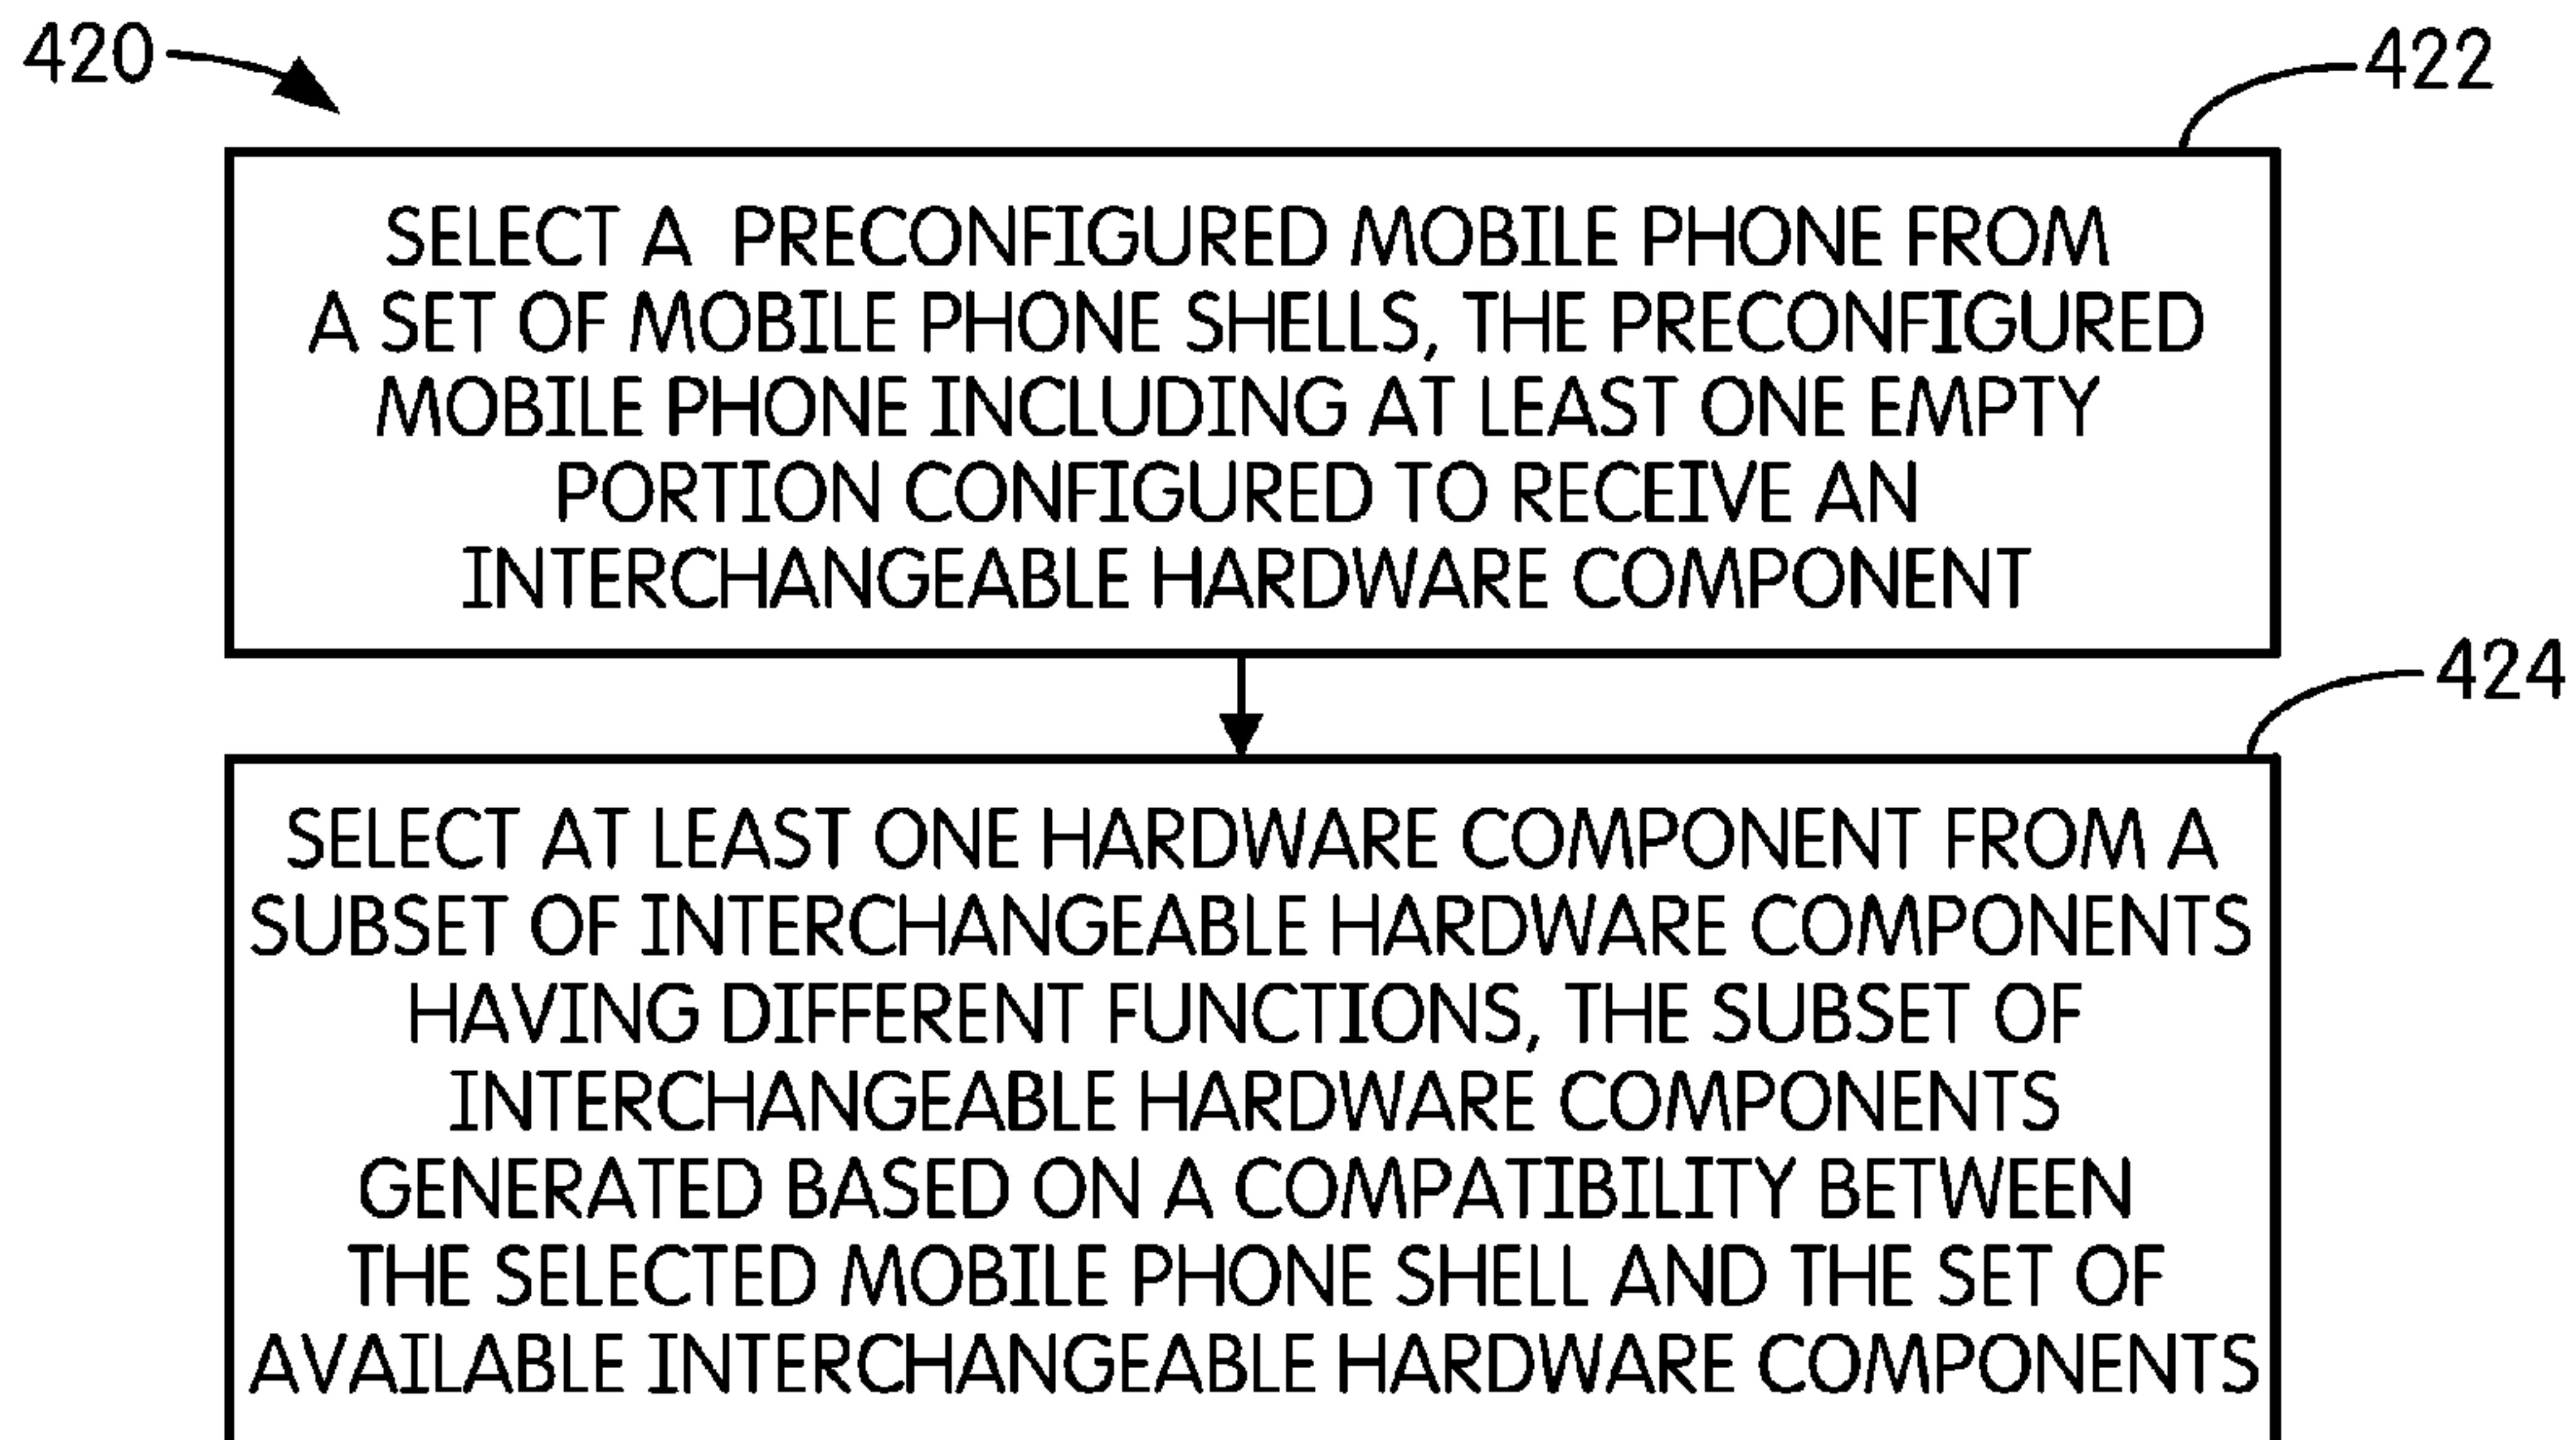 420
422
SELECT A PRECONFIGURED MOBILE PHONE FROM
A SET OF MOBILE PHONE SHELLS, THE PRECONFIGURED
MOBILE PHONE INCLUDING AT LEAST ONE EMPTY
PORTION CONFIGURED TO RECEIVE AN
INTERCHANGEABLE HARDWARE COMPONENT
424
SELECT AT LEAST ONE HARDWARE COMPONENT FROM A
SUBSET OF INTERCHANGEABLE HARDWARE COMPONENTS
HAVING DIFFERENT FUNCTIONS, THE SUBSET OF
INTERCHANGEABLE HARDWARE COMPONENTS
GENERATED BASED ON A COMPATIBILITY BETWEEN
THE SELECTED MOBILE PHONE SHELL AND THE SET OF
AVAILABLE INTERCHANGEABLE HARDWARE COMPONENTS